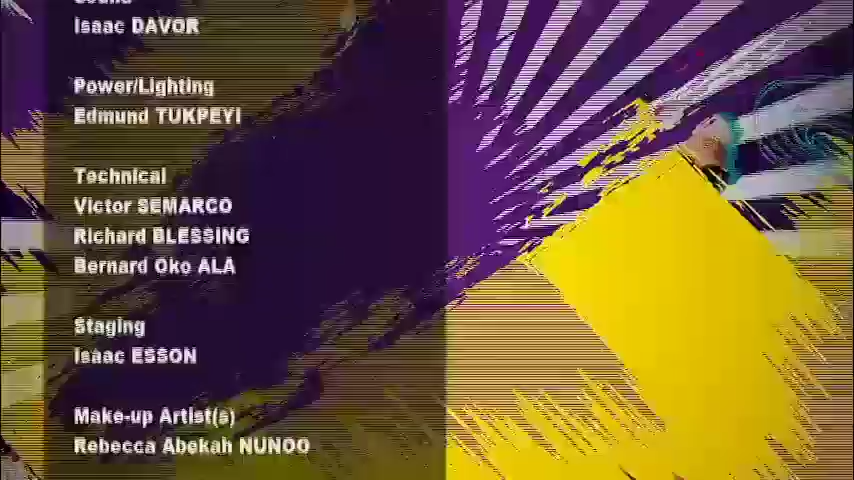 Isaac DAVOR
Power/Lighting
Edmund TUKPEYI
Technical
Victor SEMARCO
Richard BLESSING
Bernard Oko ALA
Staging
Isaac ESSON
Make-up Artist(s)
Rebecca Abekah NUNOO